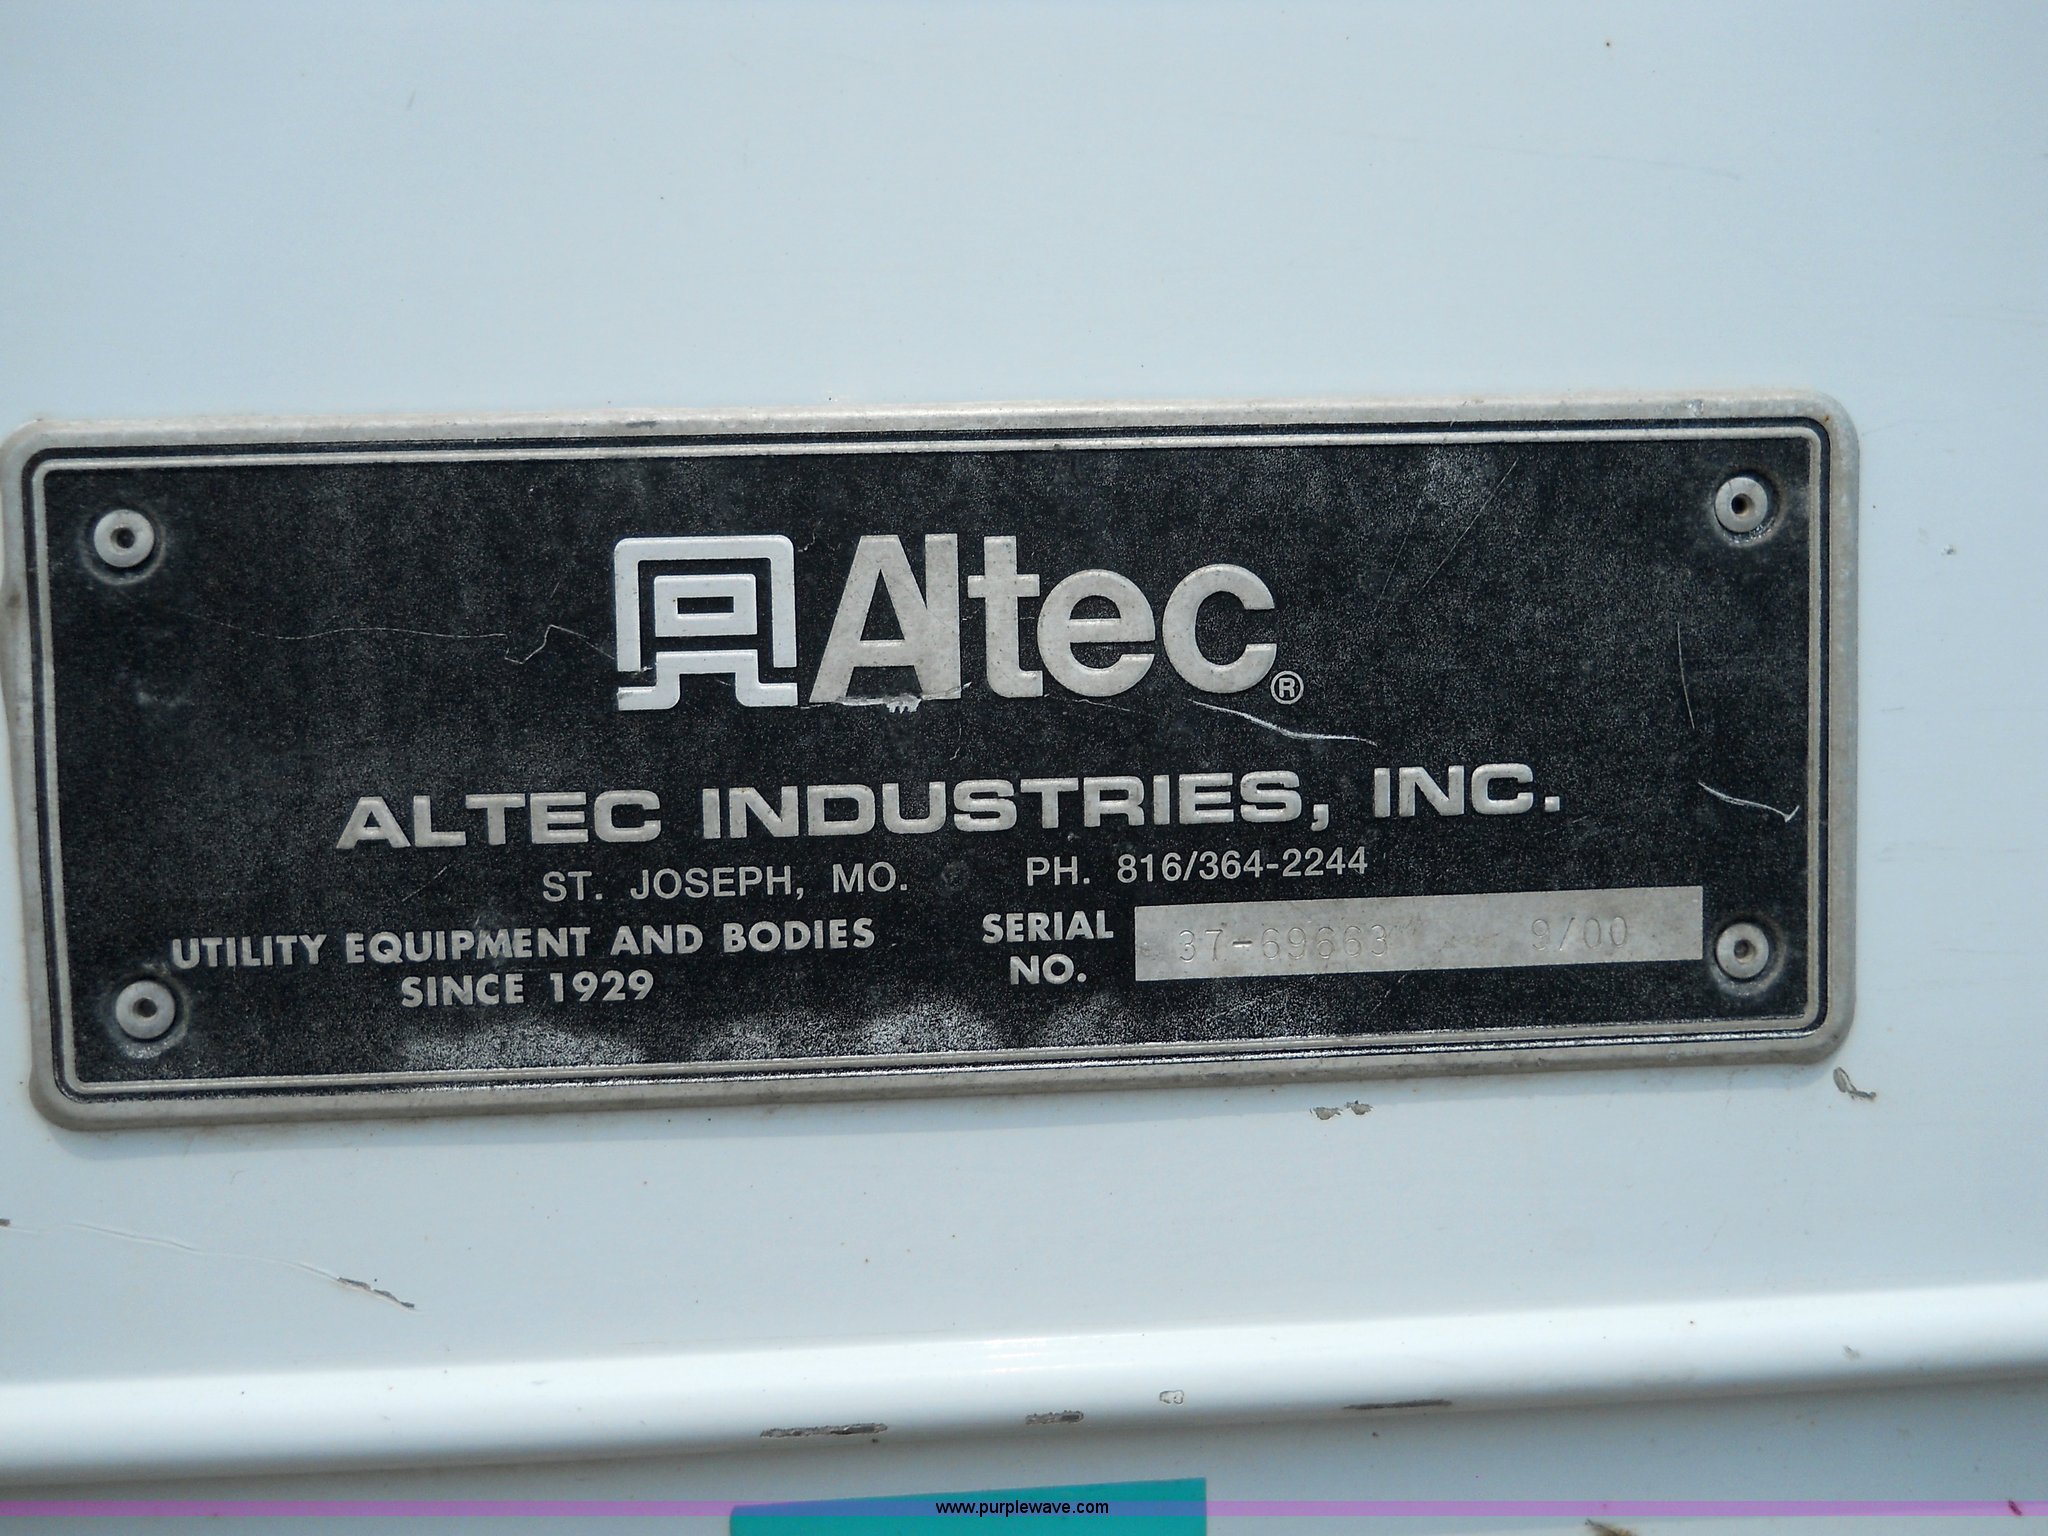 Altec®
ALTEC INDUSTRIES, INC.
ST. JOSEPH, MO. PH. 816/364-2244
UTILITY EQUIPMENT AND BODIES
SINCE 1929
SERIAL NO. 37-69663 9/00
www.purplewave.com